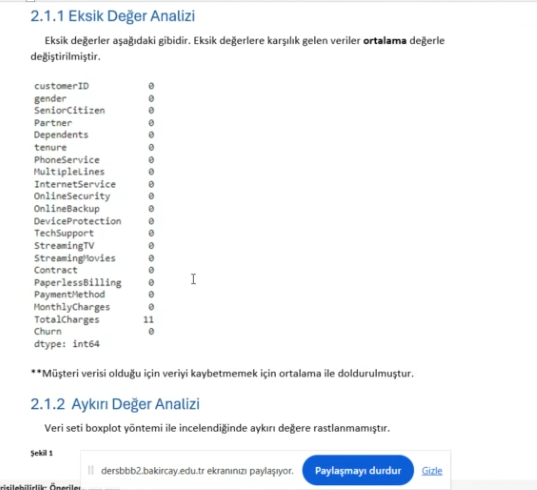 2.1.1 Eksik Değer Analizi
Eksik değerler aşağıdaki gibidir. Eksik değerlere karşılık gelen veriler ortalama değerle
değiştirilmiştir.
customerID 0
gender 0
SeniorCitizen 0
Partner 0
Dependents 0
tenure 0
PhoneService 0
MultipleLines 0
InternetService 0
OnlineSecurity 0
OnlineBackup 0
DeviceProtection 0
TechSupport 0
StreamingTV 0
StreamingMovies 0
Contract 0
PaperlessBilling 0
PaymentMethod 0
MonthlyCharges 0
TotalCharges 11
Churn 0
dtype: int64
**Müşteri verisi olduğu için veriyi kaybetmemek için ortalama ile doldurulmuştur.
2.1.2 Aykırı Değer Analizi
Veri seti boxplot yöntemi ile incelendiğinde aykırı değere rastlanmamıştır.
Şekil 1
dersbbb2.bakircay.edu.tr ekranınızı paylaşıyor. Paylaşmayı durdur Gizle